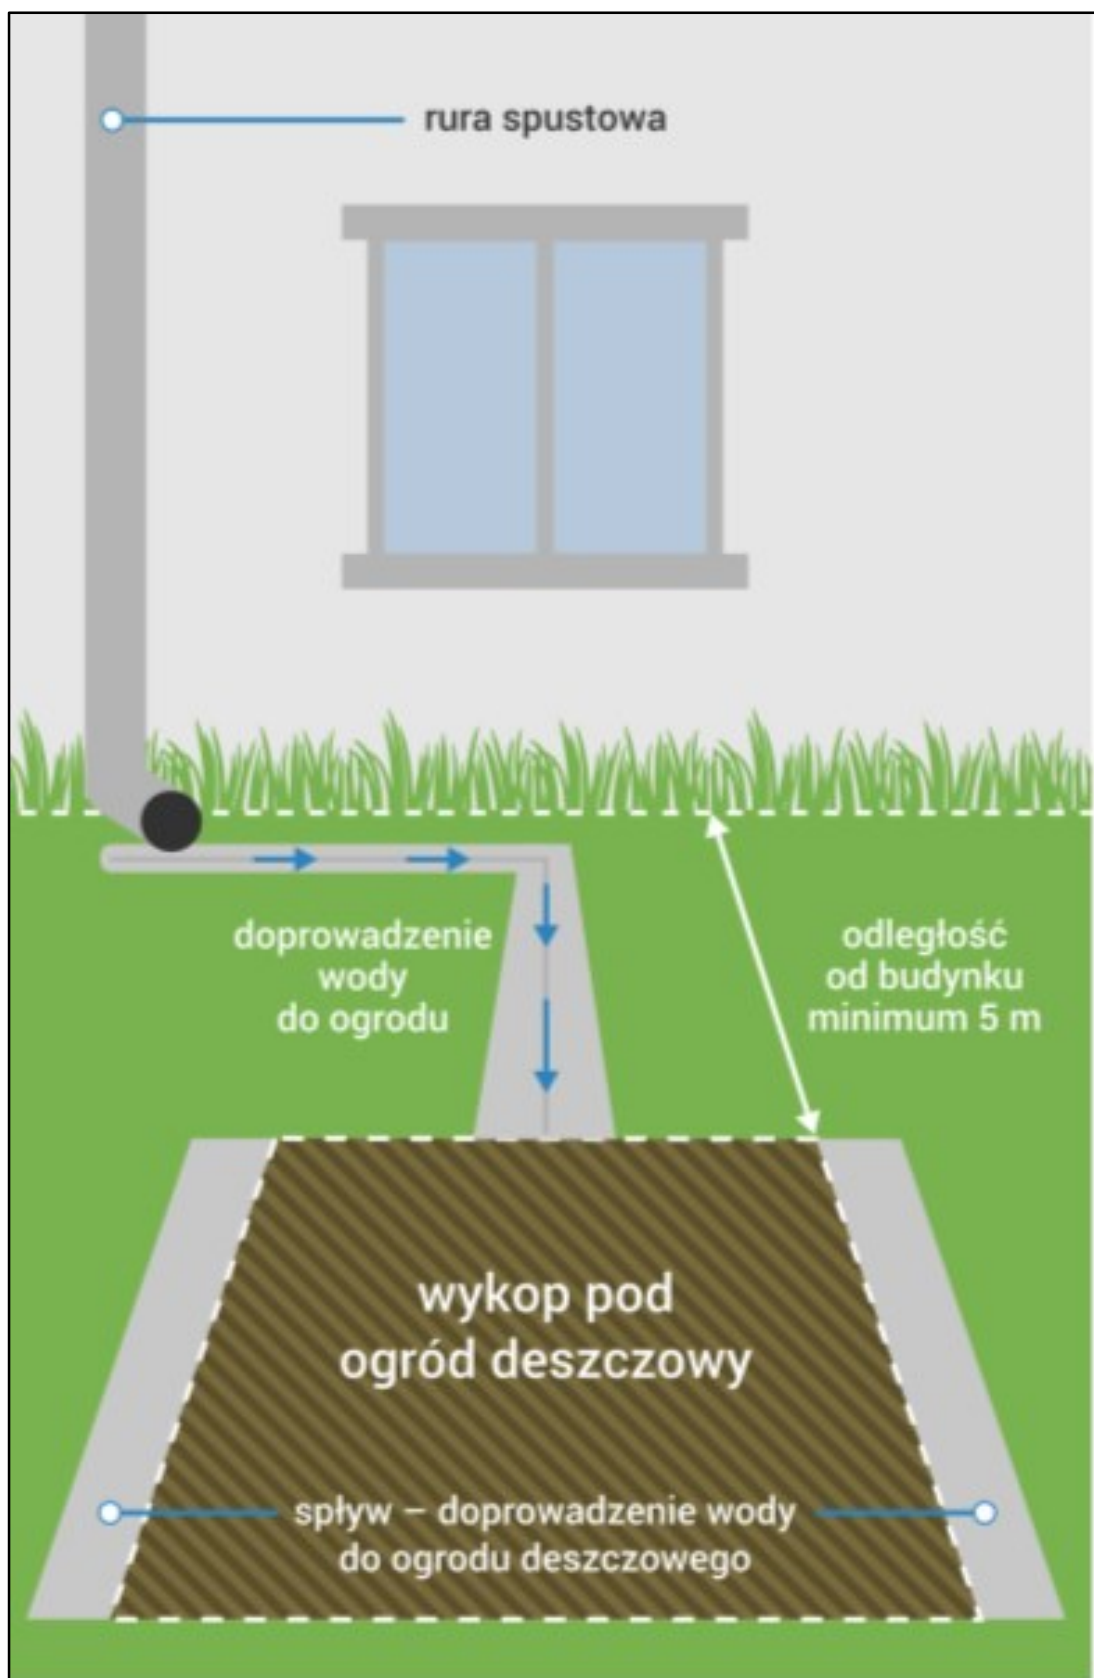 rura spustowa
doprowadzenie
wody
do ogrodu
odległość
od budynku
minimum 5 m
wykop pod
ogród deszczowy
spływ – doprowadzenie wody
do ogrodu deszczowego